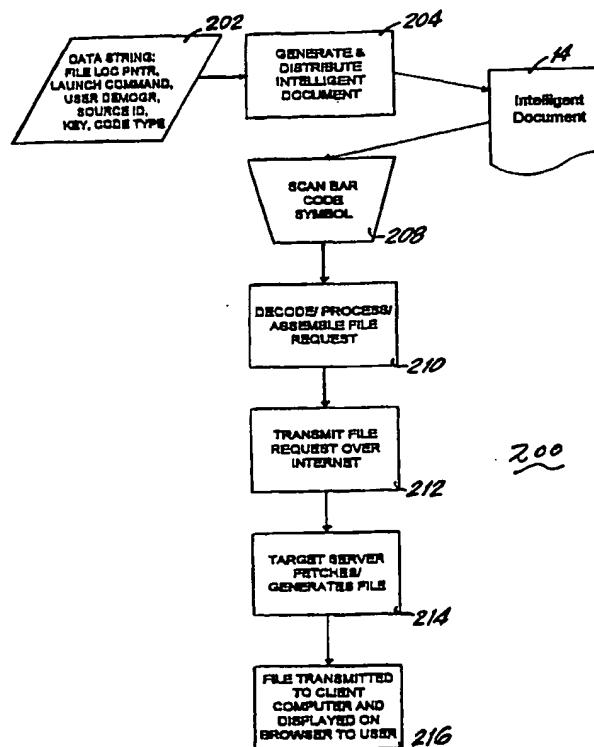 202
DATA STRING:
FILE LOC PNTR,
LAUNCH COMMAND,
USER DEMOGR,
SOURCE ID,
KEY, CODE TYPE
204
GENERATE &
DISTRIBUTE
INTELLIGENT
DOCUMENT
14
Intelligent
Document
SCAN BAR
CODE
SYMBOL
208
DECODE/ PROCESS/
ASSEMBLE FILE
REQUEST
210
TRANSMIT FILE
REQUEST OVER
INTERNET
212
200
TARGET SERVER
FETCHES/
GENERATES FILE
214
FILE TRANSMITTED
TO CLIENT
COMPUTER AND
DISPLAYED ON
BROWSER TO USER
216